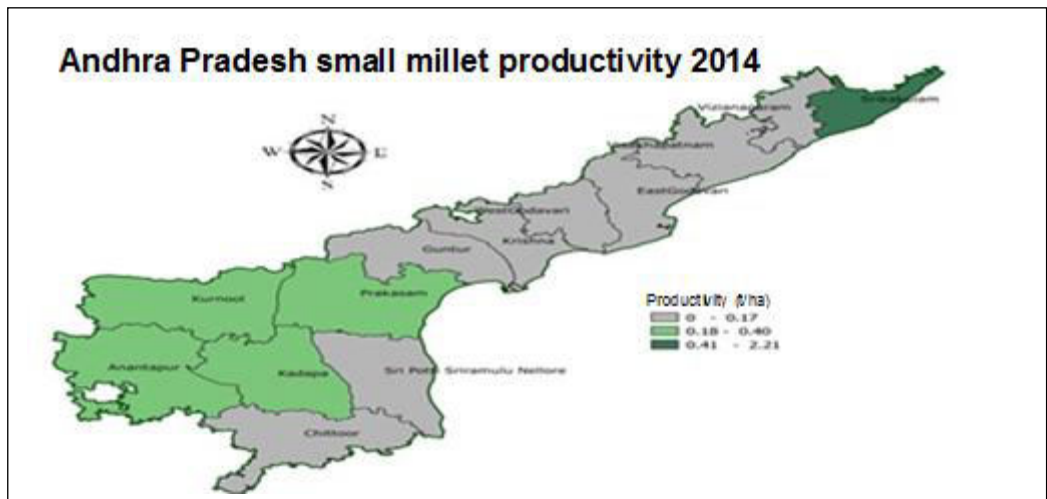 Andhra Pradesh small millet productivity 2014
N
W E
S
Srikakulam
Vizianagaram
Visakhapatnam
EastGodavari
WestGodavari
Krishna
Guntur
Prakasam
Kurnool
Anantapur
Kadapa
Sri Potti Sriramulu Nellore
Chittoor
Productivity (t/ha)
0 - 0.17
0.18 - 0.40
0.41 - 2.21